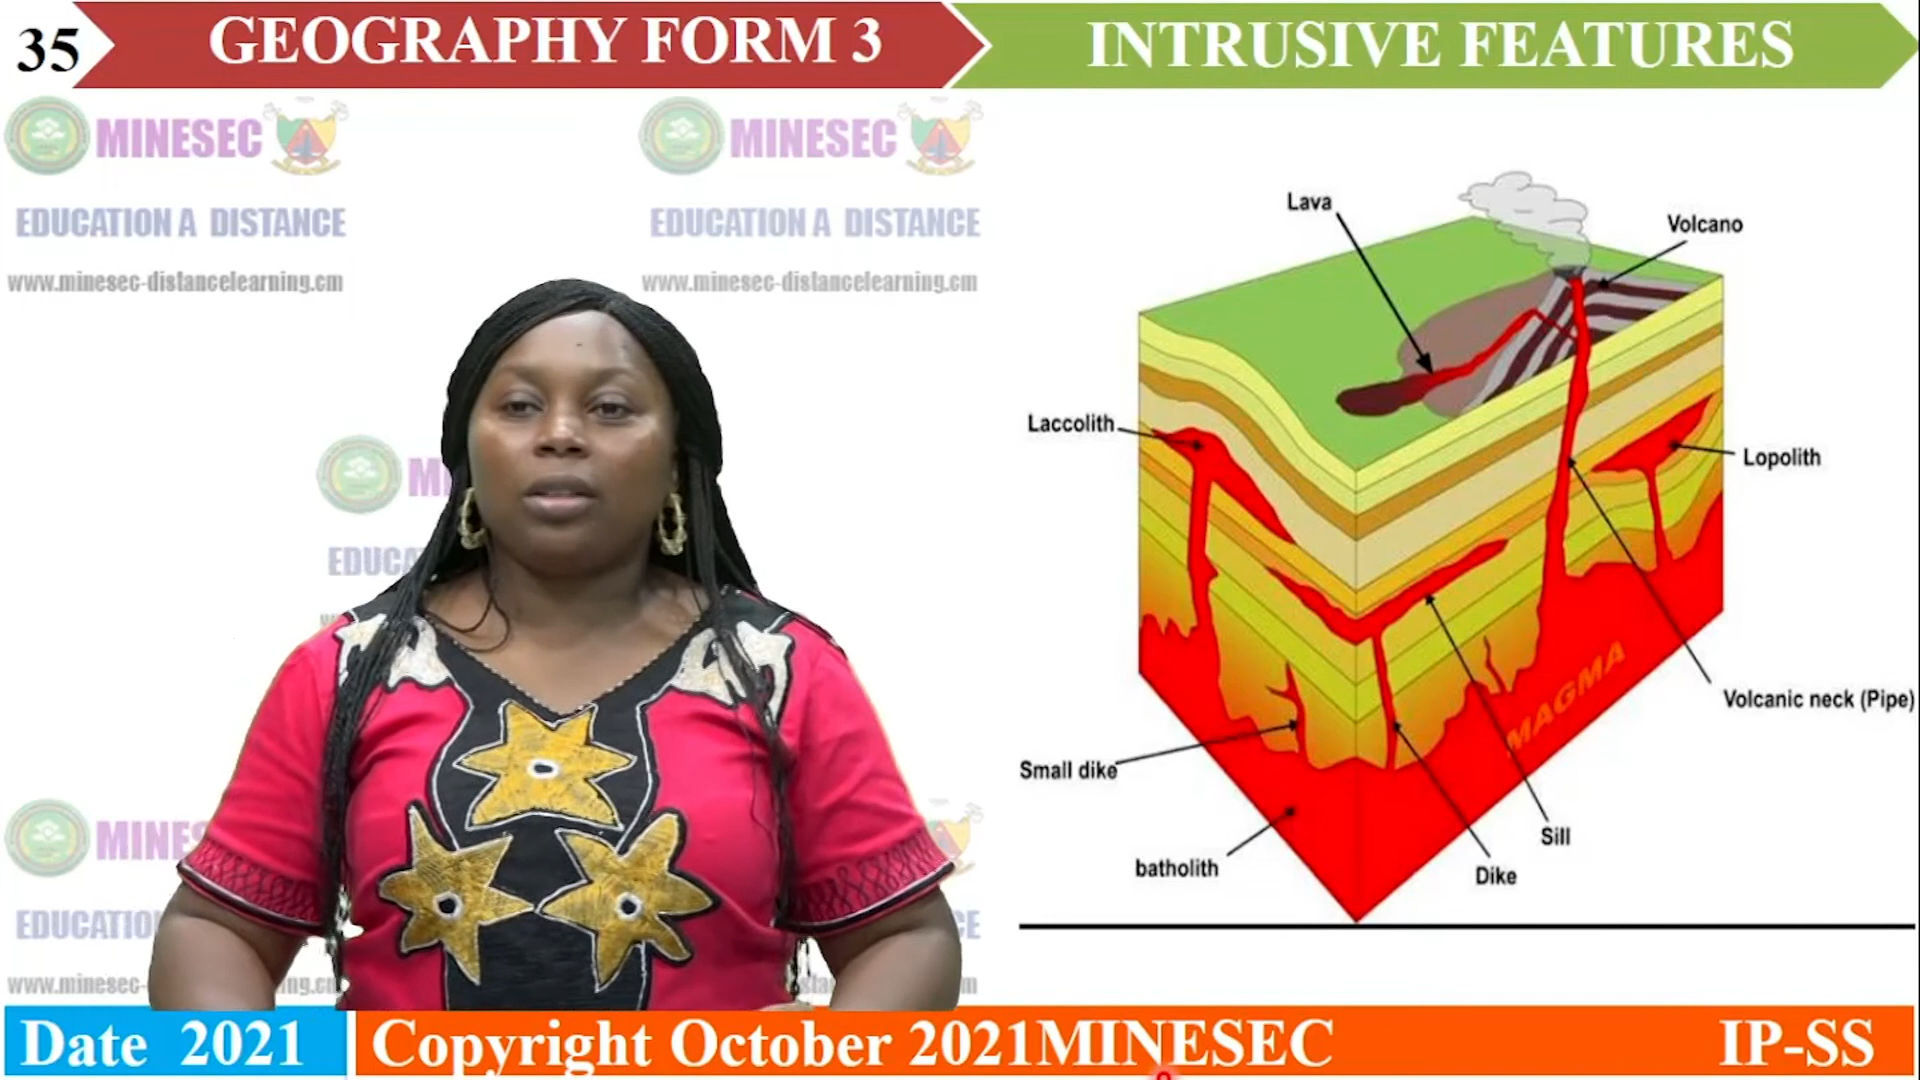 35
GEOGRAPHY FORM 3
INTRUSIVE FEATURES
MINESEC
EDUCATION A DISTANCE
www.minesec-distancelearning.cm
MINESEC
EDUCATION A DISTANCE
www.minesec-distancelearning.cm
Lava
Volcano
Laccolith
Lopolith
MAGMA
Volcanic neck (Pipe)
Small dike
Sill
batholith
Dike
Date 2021
Copyright October 2021MINESEC
IP-SS